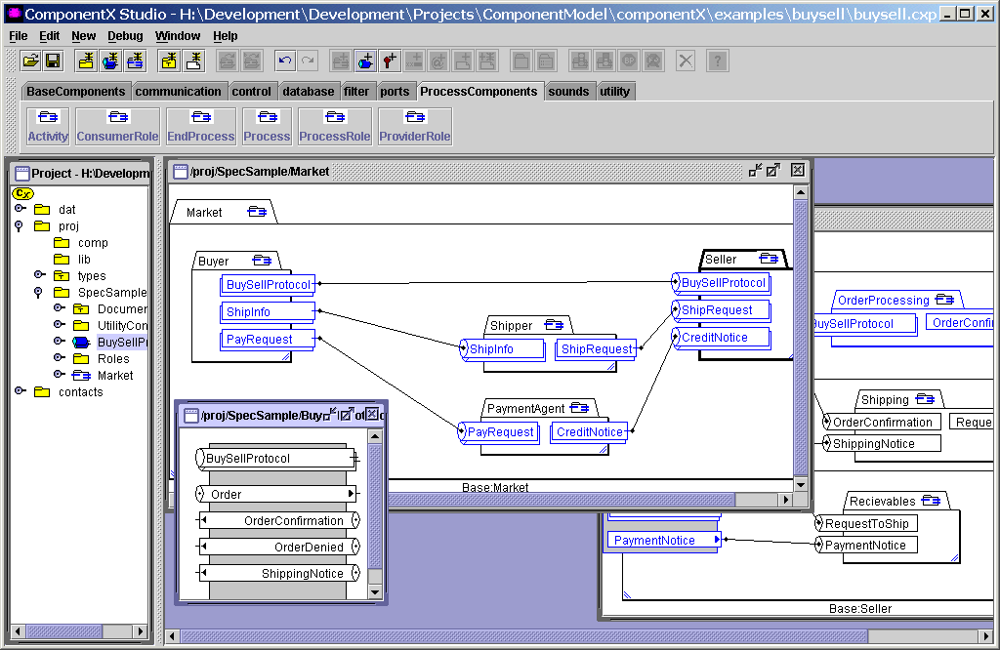 ComponentX Studio - H:\Development\Development\Projects\ComponentModel\componentX\examples\buysell\buysell.cxp
File Edit New Debug Window Help
BaseComponents communication control database filter ports ProcessComponents sounds utility
Activity ConsumerRole EndProcess Process ProcessRole ProviderRole
Project - H:\Developm
Cx
dat
proj
comp
lib
types
SpecSample
Documen
UtilityCon
BuySellPr
Roles
Market
contacts
/proj/SpecSample/Market
Market
Buyer
BuySellProtocol
ShipInfo
PayRequest
Shipper
ShipInfo
ShipRequest
PaymentAgent
PayRequest
CreditNotice
Seller
BuySellProtocol
ShipRequest
CreditNotice
Base:Market
/proj/SpecSample/Buy
BuySellProtocol
Order
OrderConfirmation
OrderDenied
ShippingNotice
OrderProcessing
BuySellProtocol
OrderConfi
Shipping
OrderConfirmation
Reque
ShippingNotice
Recievables
RequestToShip
PaymentNotice
PaymentNotice
Base:Seller